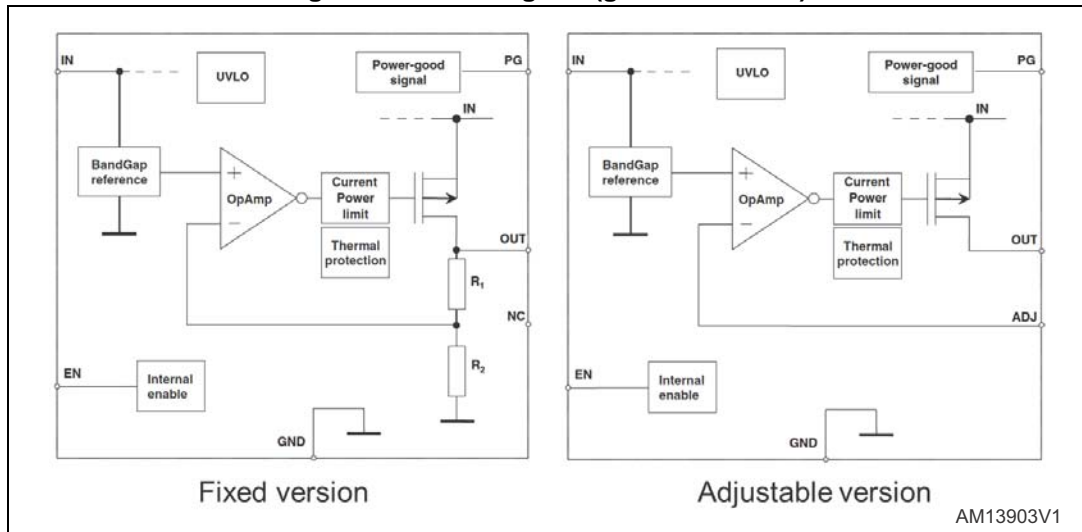 IN
UVLO
Power-good
signal
PG
IN
BandGap
reference
+
OpAmp
−
Current
Power
limit
Thermal
protection
OUT
R1
NC
R2
EN
Internal
enable
GND
Fixed version
IN
UVLO
Power-good
signal
PG
IN
BandGap
reference
+
OpAmp
−
Current
Power
limit
Thermal
protection
OUT
ADJ
EN
Internal
enable
GND
Adjustable version
AM13903V1